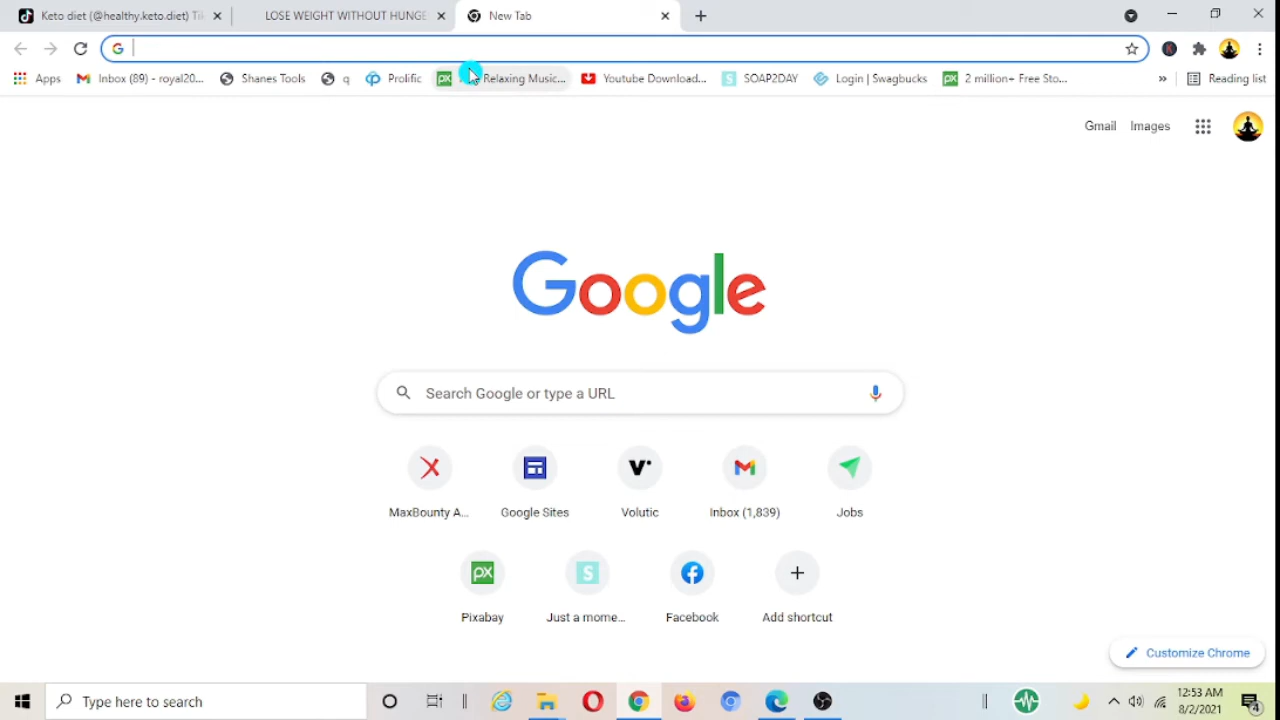 Keto diet (@healthy.keto.diet) Ti
LOSE WEIGHT WITHOUT HUNGE
New Tab
Apps
Inbox (89) - royal20...
Shanes Tools
q
Prolific
Relaxing Music...
Youtube Download...
SOAP2DAY
Login | Swagbucks
2 million+ Free Sto...
»
Reading list
Gmail
Images
Google
Search Google or type a URL
MaxBounty A...
Google Sites
Volutic
Inbox (1,839)
Jobs
Pixabay
Just a mome...
Facebook
Add shortcut
Customize Chrome
Type here to search
12:53 AM
8/2/2021